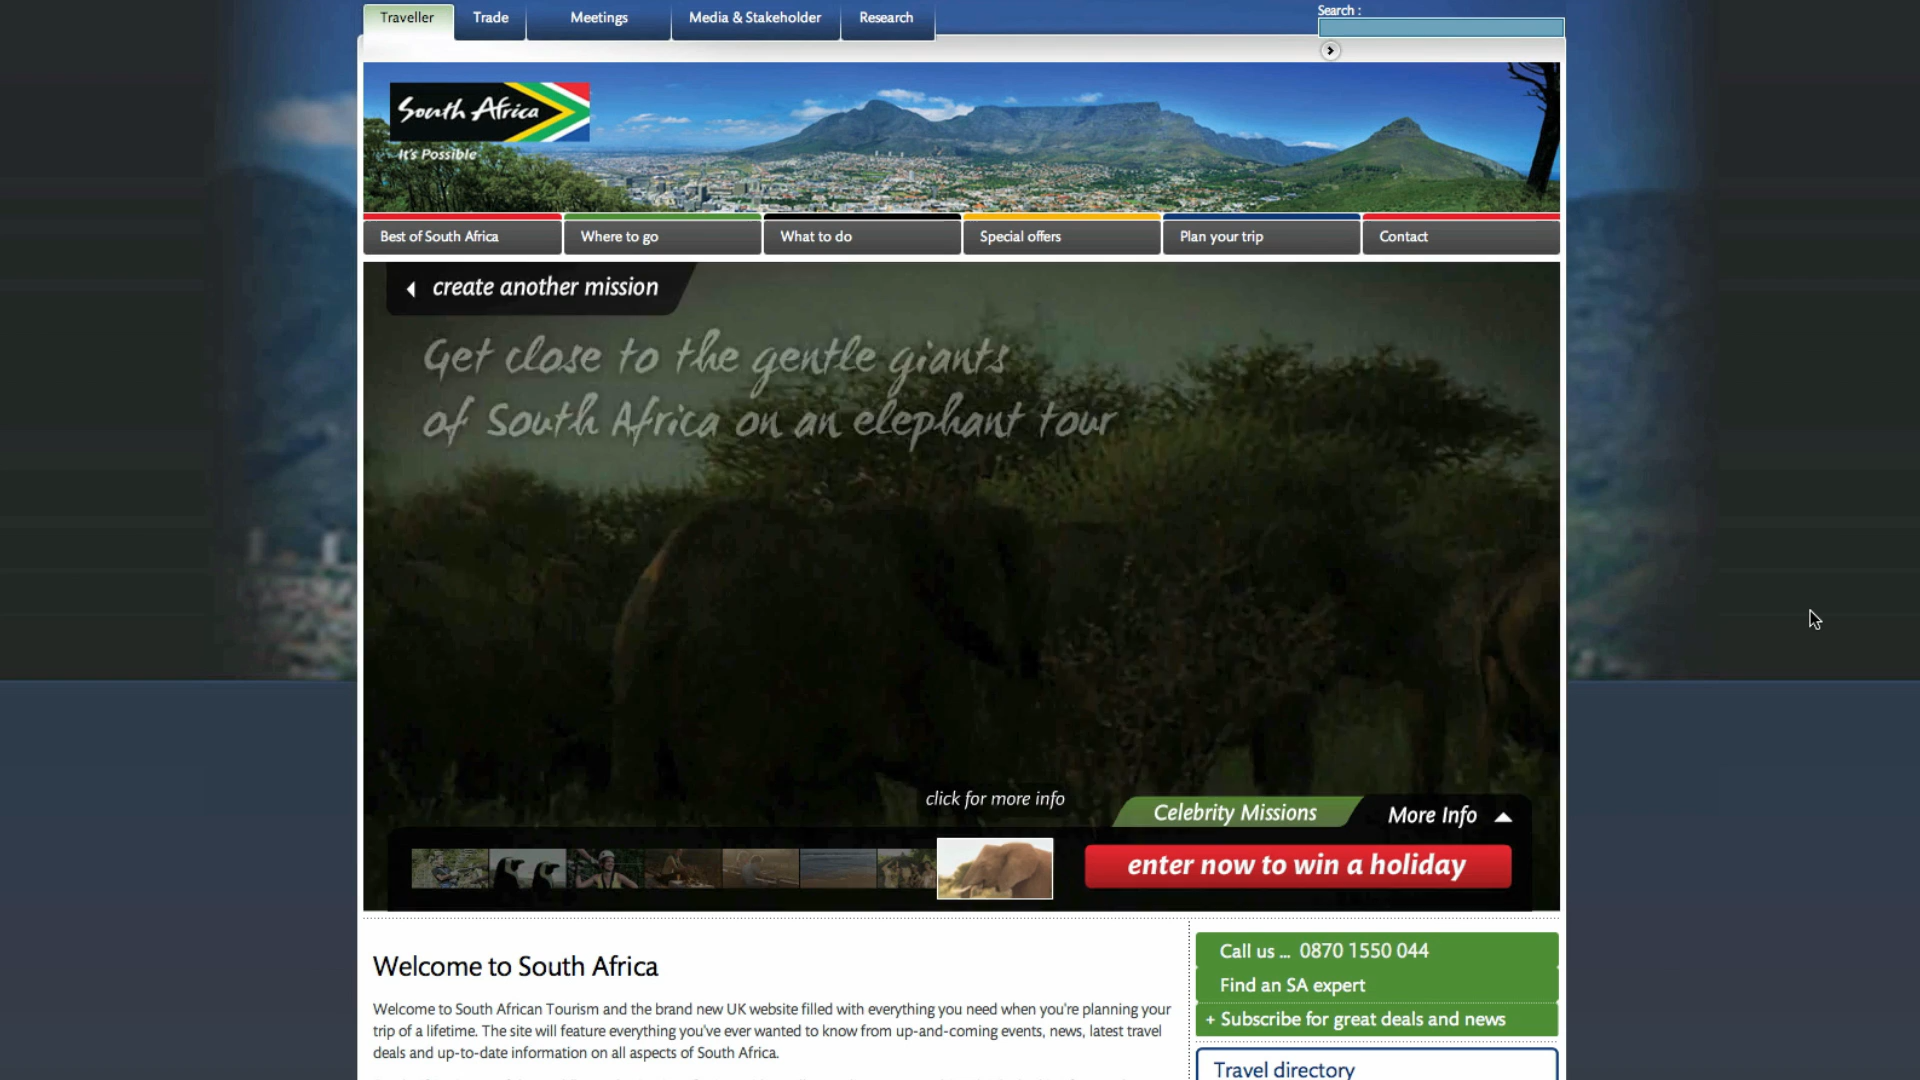 Traveller
Trade
Meetings
Media & Stakeholder
Research
Search :
South Africa
It's Possible
Best of South Africa
Where to go
What to do
Special offers
Plan your trip
Contact
create another mission
Get close to the gentle giants
of South Africa on an elephant tour
click for more info
Celebrity Missions
More Info
enter now to win a holiday
Welcome to South Africa
Welcome to South African Tourism and the brand new UK website filled with everything you need when you're planning your
trip of a lifetime. The site will feature everything you've ever wanted to know from up-and-coming events, news, latest travel
deals and up-to-date information on all aspects of South Africa.
Call us ... 0870 1550 044
Find an SA expert
+ Subscribe for great deals and news
Travel directory